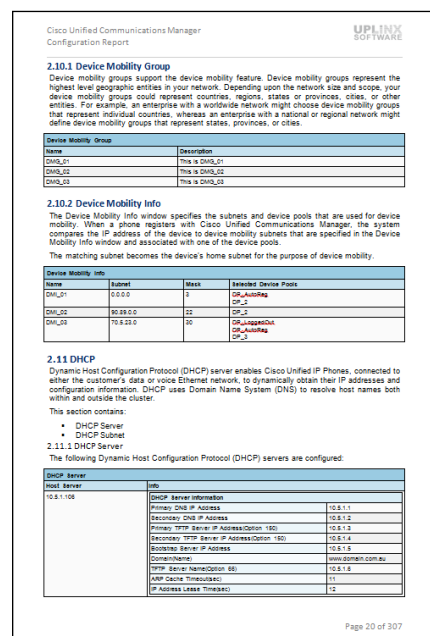 Cisco Unified Communications Manager
Configuration Report
UPLINX
SOFTWARE
2.10.1 Device Mobility Group
Device mobility groups support the device mobility feature. Device mobility groups represent the
highest level geographic entities in your network. Depending upon the network size and scope, your
device mobility groups could represent countries, regions, states or provinces, cities, or other
entities. For example, an enterprise with a worldwide network might choose device mobility groups
that represent individual countries, whereas an enterprise with a national or regional network might
define device mobility groups that represent states, provinces, or cities.
Device Mobility Group
Name Description
DMG_01 This is DMG_01
DMG_02 This is DMG_02
DMG_03 This is DMG_03
2.10.2 Device Mobility Info
The Device Mobility Info window specifies the subnets and device pools that are used for device
mobility. When a phone registers with Cisco Unified Communications Manager, the system
compares the IP address of the device to device mobility subnets that are specified in the Device
Mobility Info window and associated with one of the device pools.
The matching subnet becomes the device's home subnet for the purpose of device mobility.
Device Mobility Info
Name Subnet Mask Selected Device Pools
DMI_01 0.0.0.0 3 DP_AutoReg
DP_2
DMI_02 90.89.0.0 22 DP_2
DMI_03 70.5.23.0 30 DP_LoggedOut
DP_AutoReg
DP_3
2.11 DHCP
Dynamic Host Configuration Protocol (DHCP) server enables Cisco Unified IP Phones, connected to
either the customer's data or voice Ethernet network, to dynamically obtain their IP addresses and
configuration information. DHCP uses Domain Name System (DNS) to resolve host names both
within and outside the cluster.
This section contains:
▪ DHCP Server
▪ DHCP Subnet
2.11.1 DHCP Server
The following Dynamic Host Configuration Protocol (DHCP) servers are configured:
DHCP Server
Host Server Info
10.5.1.106 DHCP Server Information
Primary DNS IP Address 10.5.1.1
Secondary DNS IP Address 10.5.1.2
Primary TFTP Server IP Address(Option 150) 10.5.1.3
Secondary TFTP Server IP Address(Option 150) 10.5.1.4
Bootstrap Server IP Address 10.5.1.5
Domain(Name) www.domain.com.au
TFTP Server Name(Option 66) 10.5.1.6
ARP Cache Timeout(sec) 11
IP Address Lease Time(sec) 12
Page 20 of 307